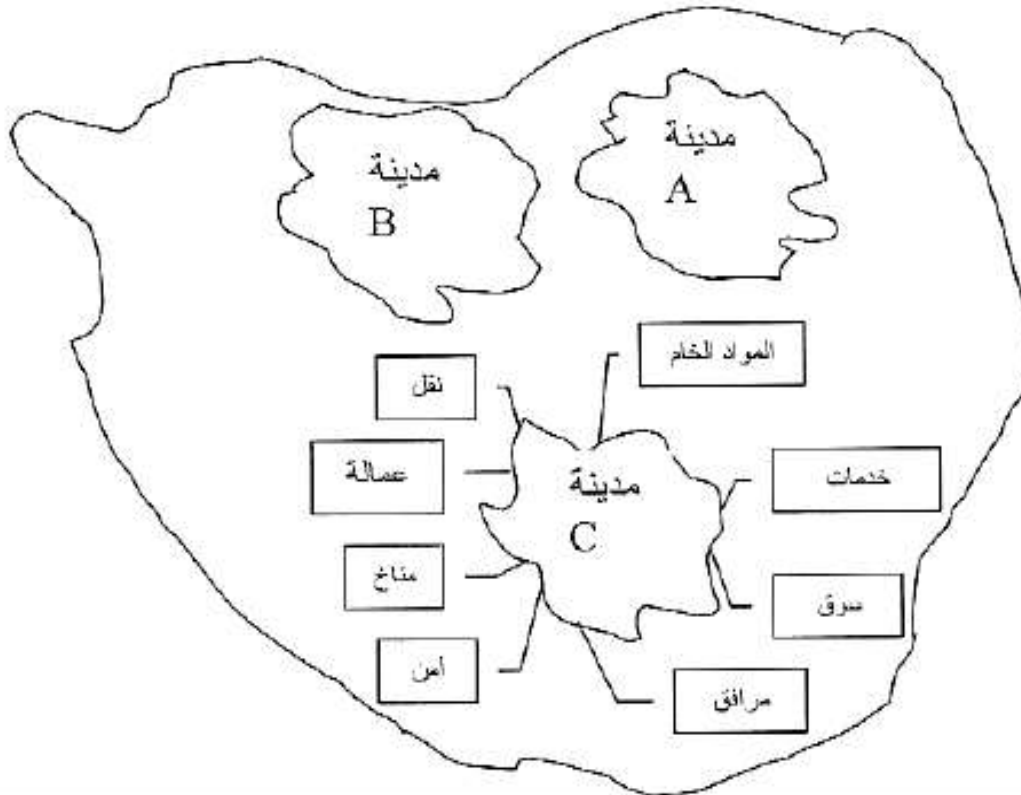 مدينة
A
مدينة
B
المواد الخام
نقل
عمالة
مدينة
C
خدمات
مناخ
سوق
أمن
مرافق